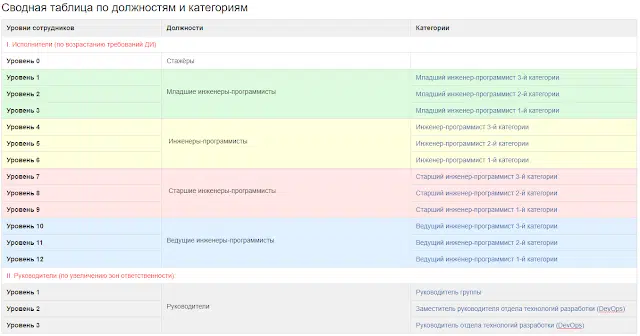 Сводная таблица по должностям и категориям
Уровни сотрудников Должности Категории
I. Исполнители (по возрастанию требований ДИ)
Уровень 0 Стажёры
Уровень 1 Младший инженер-программист 3-й категории
Младшие инженеры-программисты
Уровень 2 Младший инженер-программист 2-й категории
Уровень 3 Младший инженер-программист 1-й категории
Уровень 4 Инженер-программист 3-й категории
Уровень 5 Инженеры-программисты Инженер-программист 2-й категории
Уровень 6 Инженер-программист 1-й категории
Уровень 7 Старший инженер-программист 3-й категории
Уровень 8 Старшие инженеры-программисты Старший инженер-программист 2-й категории
Уровень 9 Старший инженер-программист 1-й категории
Уровень 10 Ведущий инженер-программист 3-й категории
Уровень 11 Ведущие инженеры-программисты Ведущий инженер-программист 2-й категории
Уровень 12 Ведущий инженер-программист 1-й категории
II. Руководители (по увеличению зон ответственности)
Уровень 1 Руководитель группы
Уровень 2 Руководители Заместитель руководителя отдела технологий разработки (DevOps)
Уровень 3 Руководитель отдела технологий разработки (DevOps)